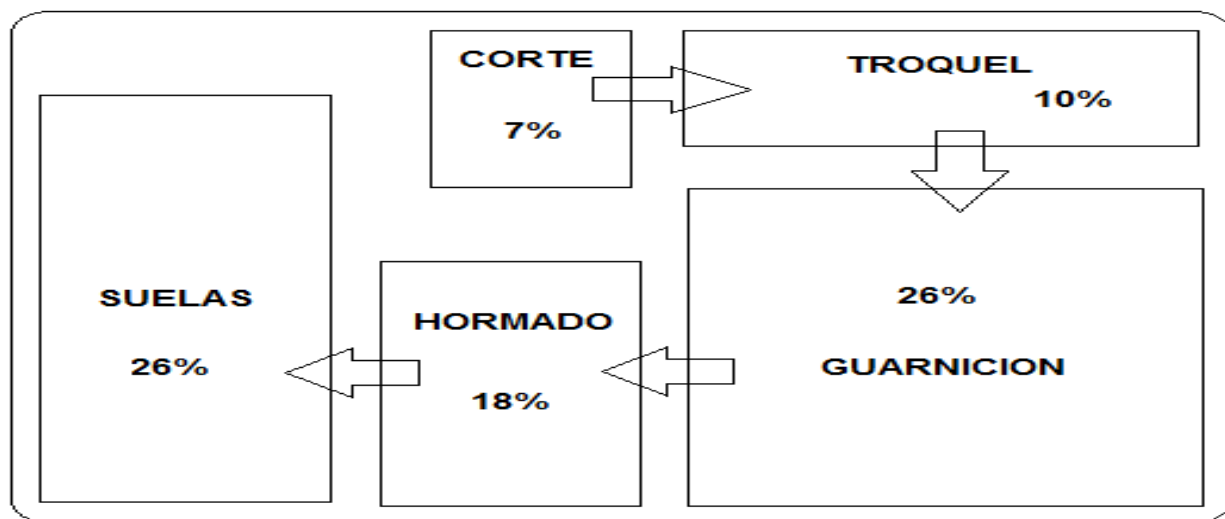 CORTE
7%
TROQUEL
10%
26%
GUARNICION
HORMADO
18%
SUELAS
26%